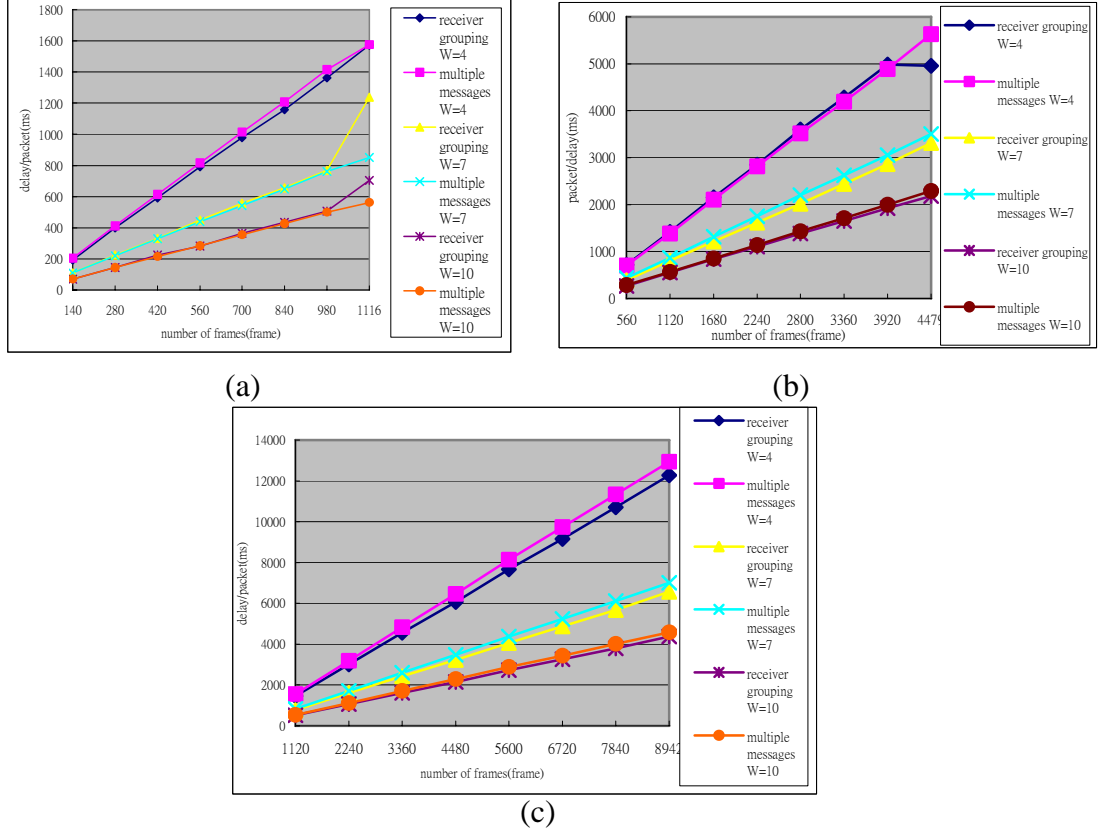 1800
1600
1400
1200
1000
800
600
400
200
0
delay/packet(ms)
140 280 420 560 700 840 980 1116
number of frames(frame)
receiver
grouping
W=4
multiple
messages
W=4
receiver
grouping
W=7
multiple
messages
W=7
receiver
grouping
W=10
multiple
messages
W=10
(a)
6000
5000
4000
3000
2000
1000
0
packet/delay(ms)
560 1120 1680 2240 2800 3360 3920 4479
number of frames(frame)
receiver grouping
W=4
multiple
messages W=4
receiver grouping
W=7
multiple
messages W=7
receiver grouping
W=10
multiple
messages W=10
(b)
14000
12000
10000
8000
6000
4000
2000
0
delay/packet(ms)
1120 2240 3360 4480 5600 6720 7840 8942
number of frames(frame)
receiver
grouping
W=4
multiple
messages
W=4
receiver
grouping
W=7
multiple
messages
W=7
receiver
grouping
W=10
multiple
messages
W=10
(c)